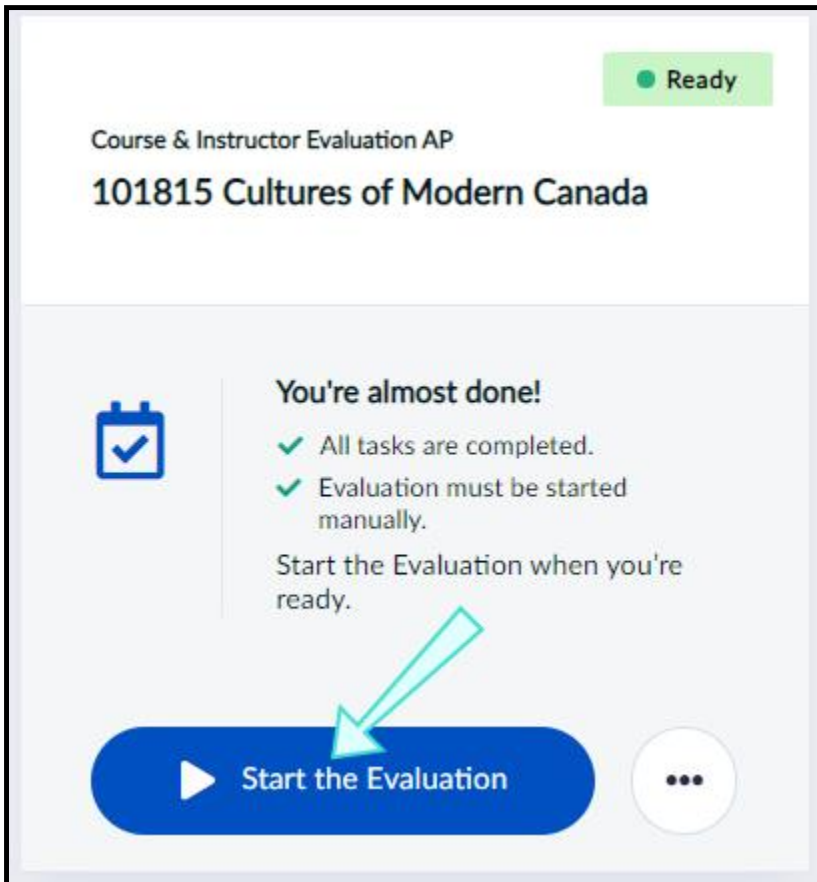 Ready
Course & Instructor Evaluation AP
101815 Cultures of Modern Canada
You're almost done!
All tasks are completed.
Evaluation must be started
manually.
Start the Evaluation when you're
ready.
Start the Evaluation